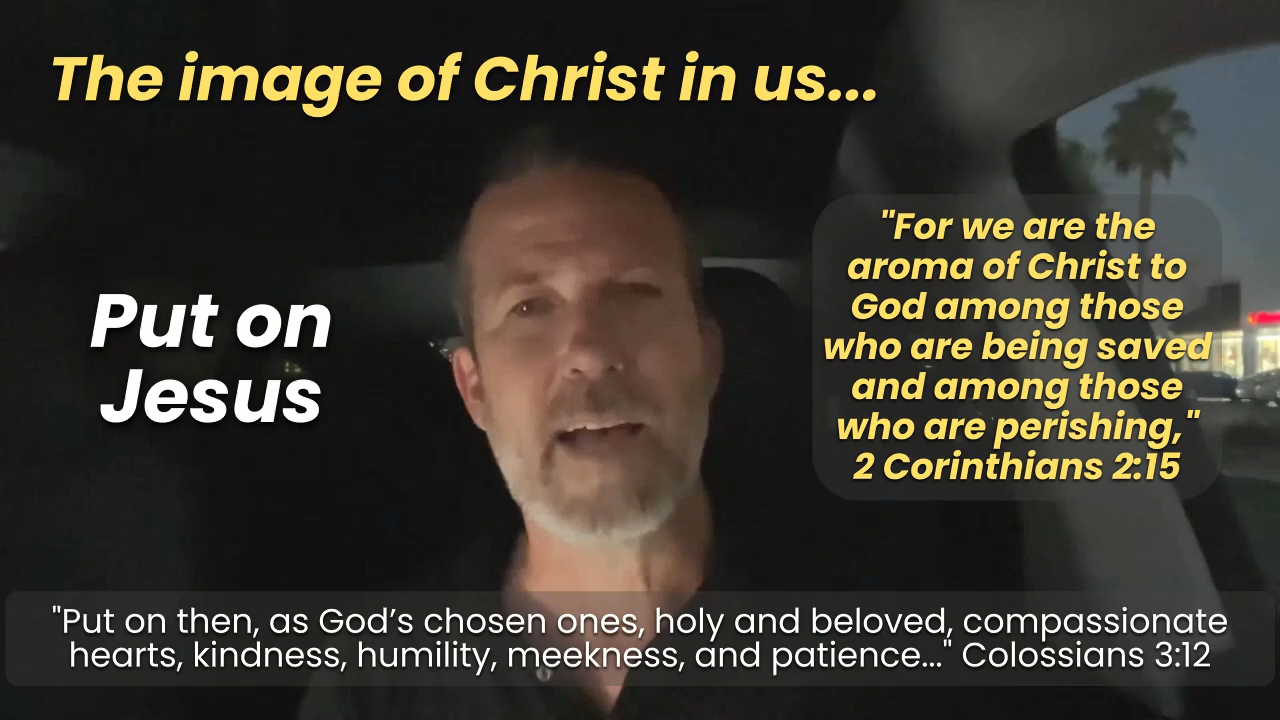 The image of Christ in us...
Put on
Jesus
"For we are the
aroma of Christ to
God among those
who are being saved
and among those
who are perishing,"
2 Corinthians 2:15
"Put on then, as God’s chosen ones, holy and beloved, compassionate
hearts, kindness, humility, meekness, and patience..." Colossians 3:12